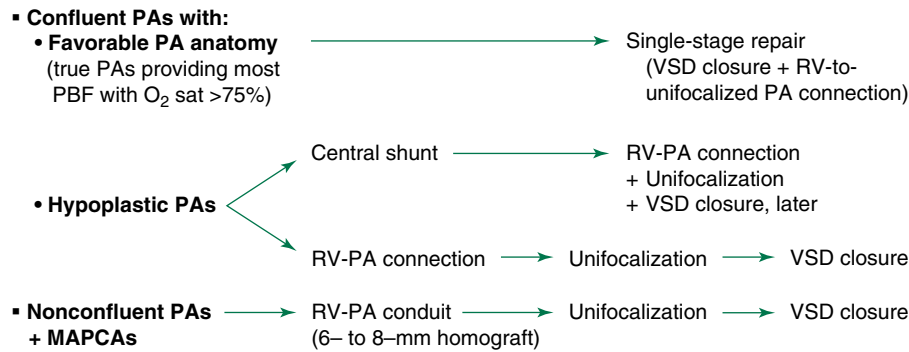 ▪ Confluent PAs with:
• Favorable PA anatomy
(true PAs providing most
PBF with O₂ sat >75%)
Single-stage repair
(VSD closure + RV-to-
unifocalized PA connection)
• Hypoplastic PAs
Central shunt
RV-PA connection
+ Unifocalization
+ VSD closure, later
RV-PA connection
Unifocalization
VSD closure
▪ Nonconfluent PAs
+ MAPCAs
RV-PA conduit
(6– to 8–mm homograft)
Unifocalization
VSD closure